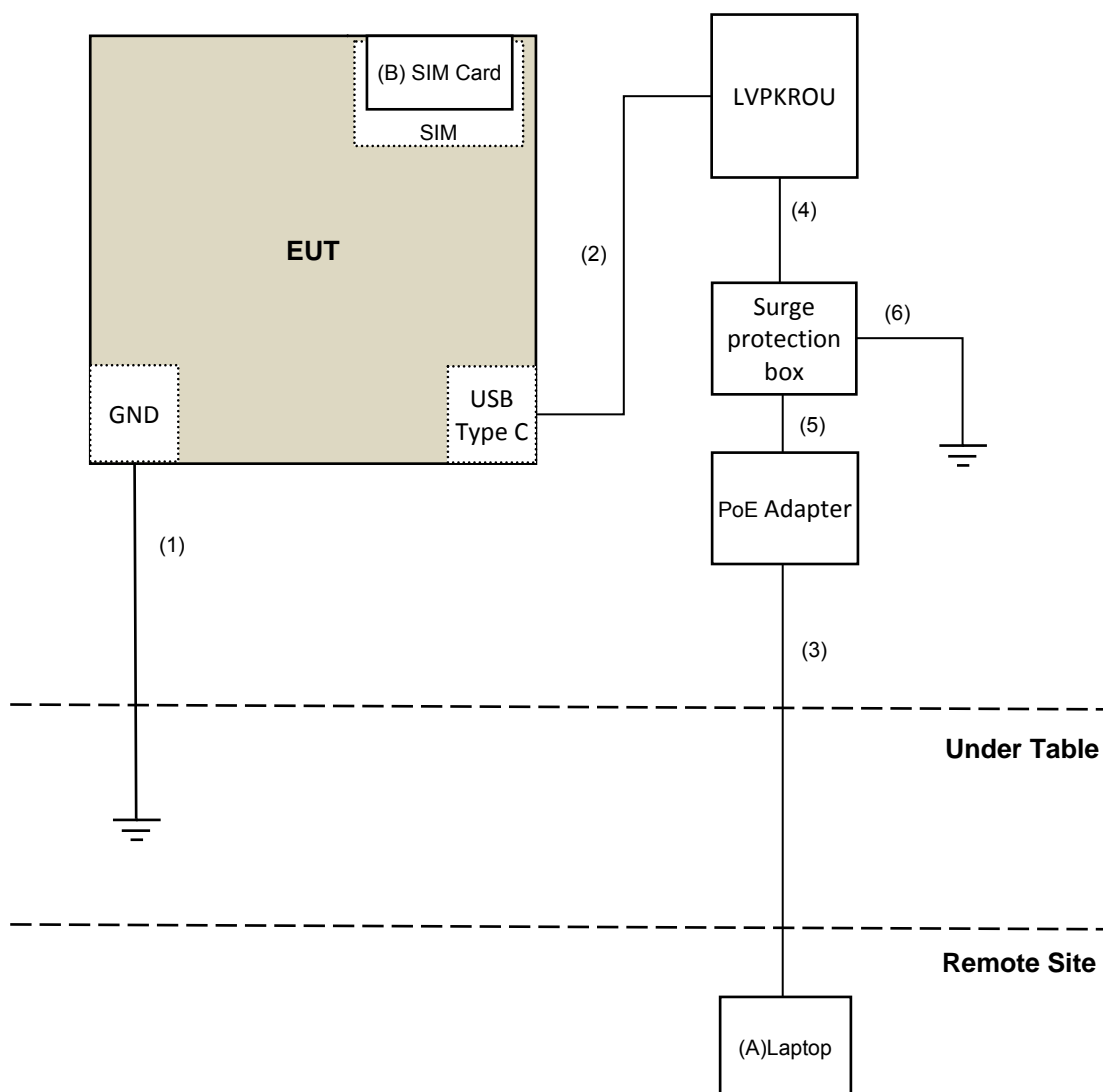 (B) SIM Card
SIM
EUT
GND
USB
Type C
(1)
(2)
LVPKROU
(4)
Surge
protection
box
(6)
(5)
PoE Adapter
(3)
Under Table
Remote Site
(A)Laptop